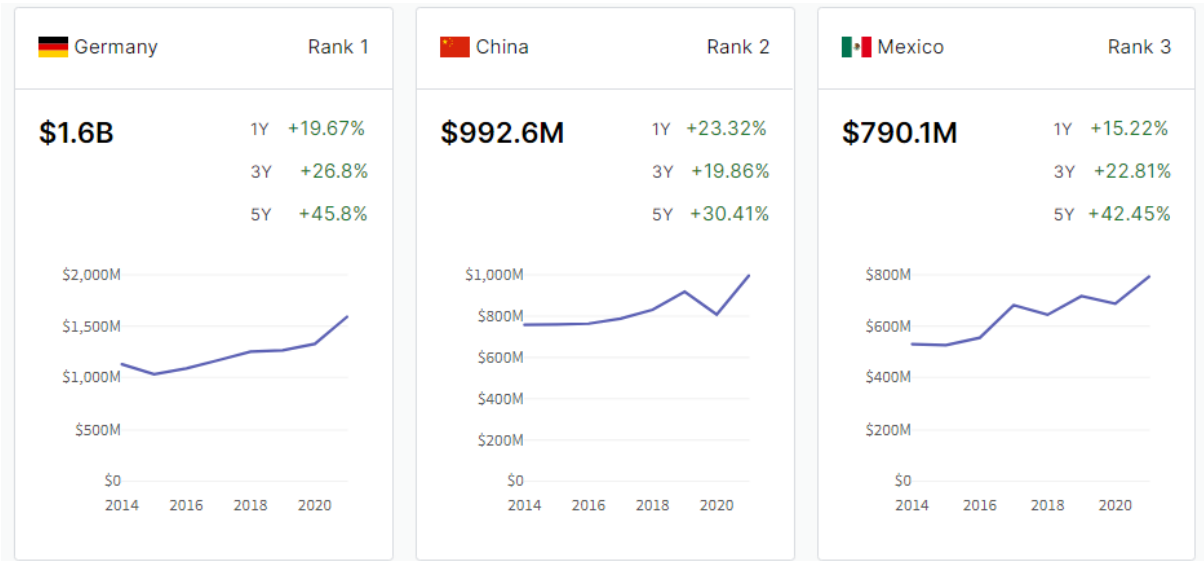 Germany Rank 1
$1.6B 1Y +19.67%
3Y +26.8%
5Y +45.8%
$2,000M
$1,500M
$1,000M
$500M
$0
2014 2016 2018 2020
China Rank 2
$992.6M 1Y +23.32%
3Y +19.86%
5Y +30.41%
$1,000M
$800M
$600M
$400M
$200M
$0
2014 2016 2018 2020
Mexico Rank 3
$790.1M 1Y +15.22%
3Y +22.81%
5Y +42.45%
$800M
$600M
$400M
$200M
$0
2014 2016 2018 2020